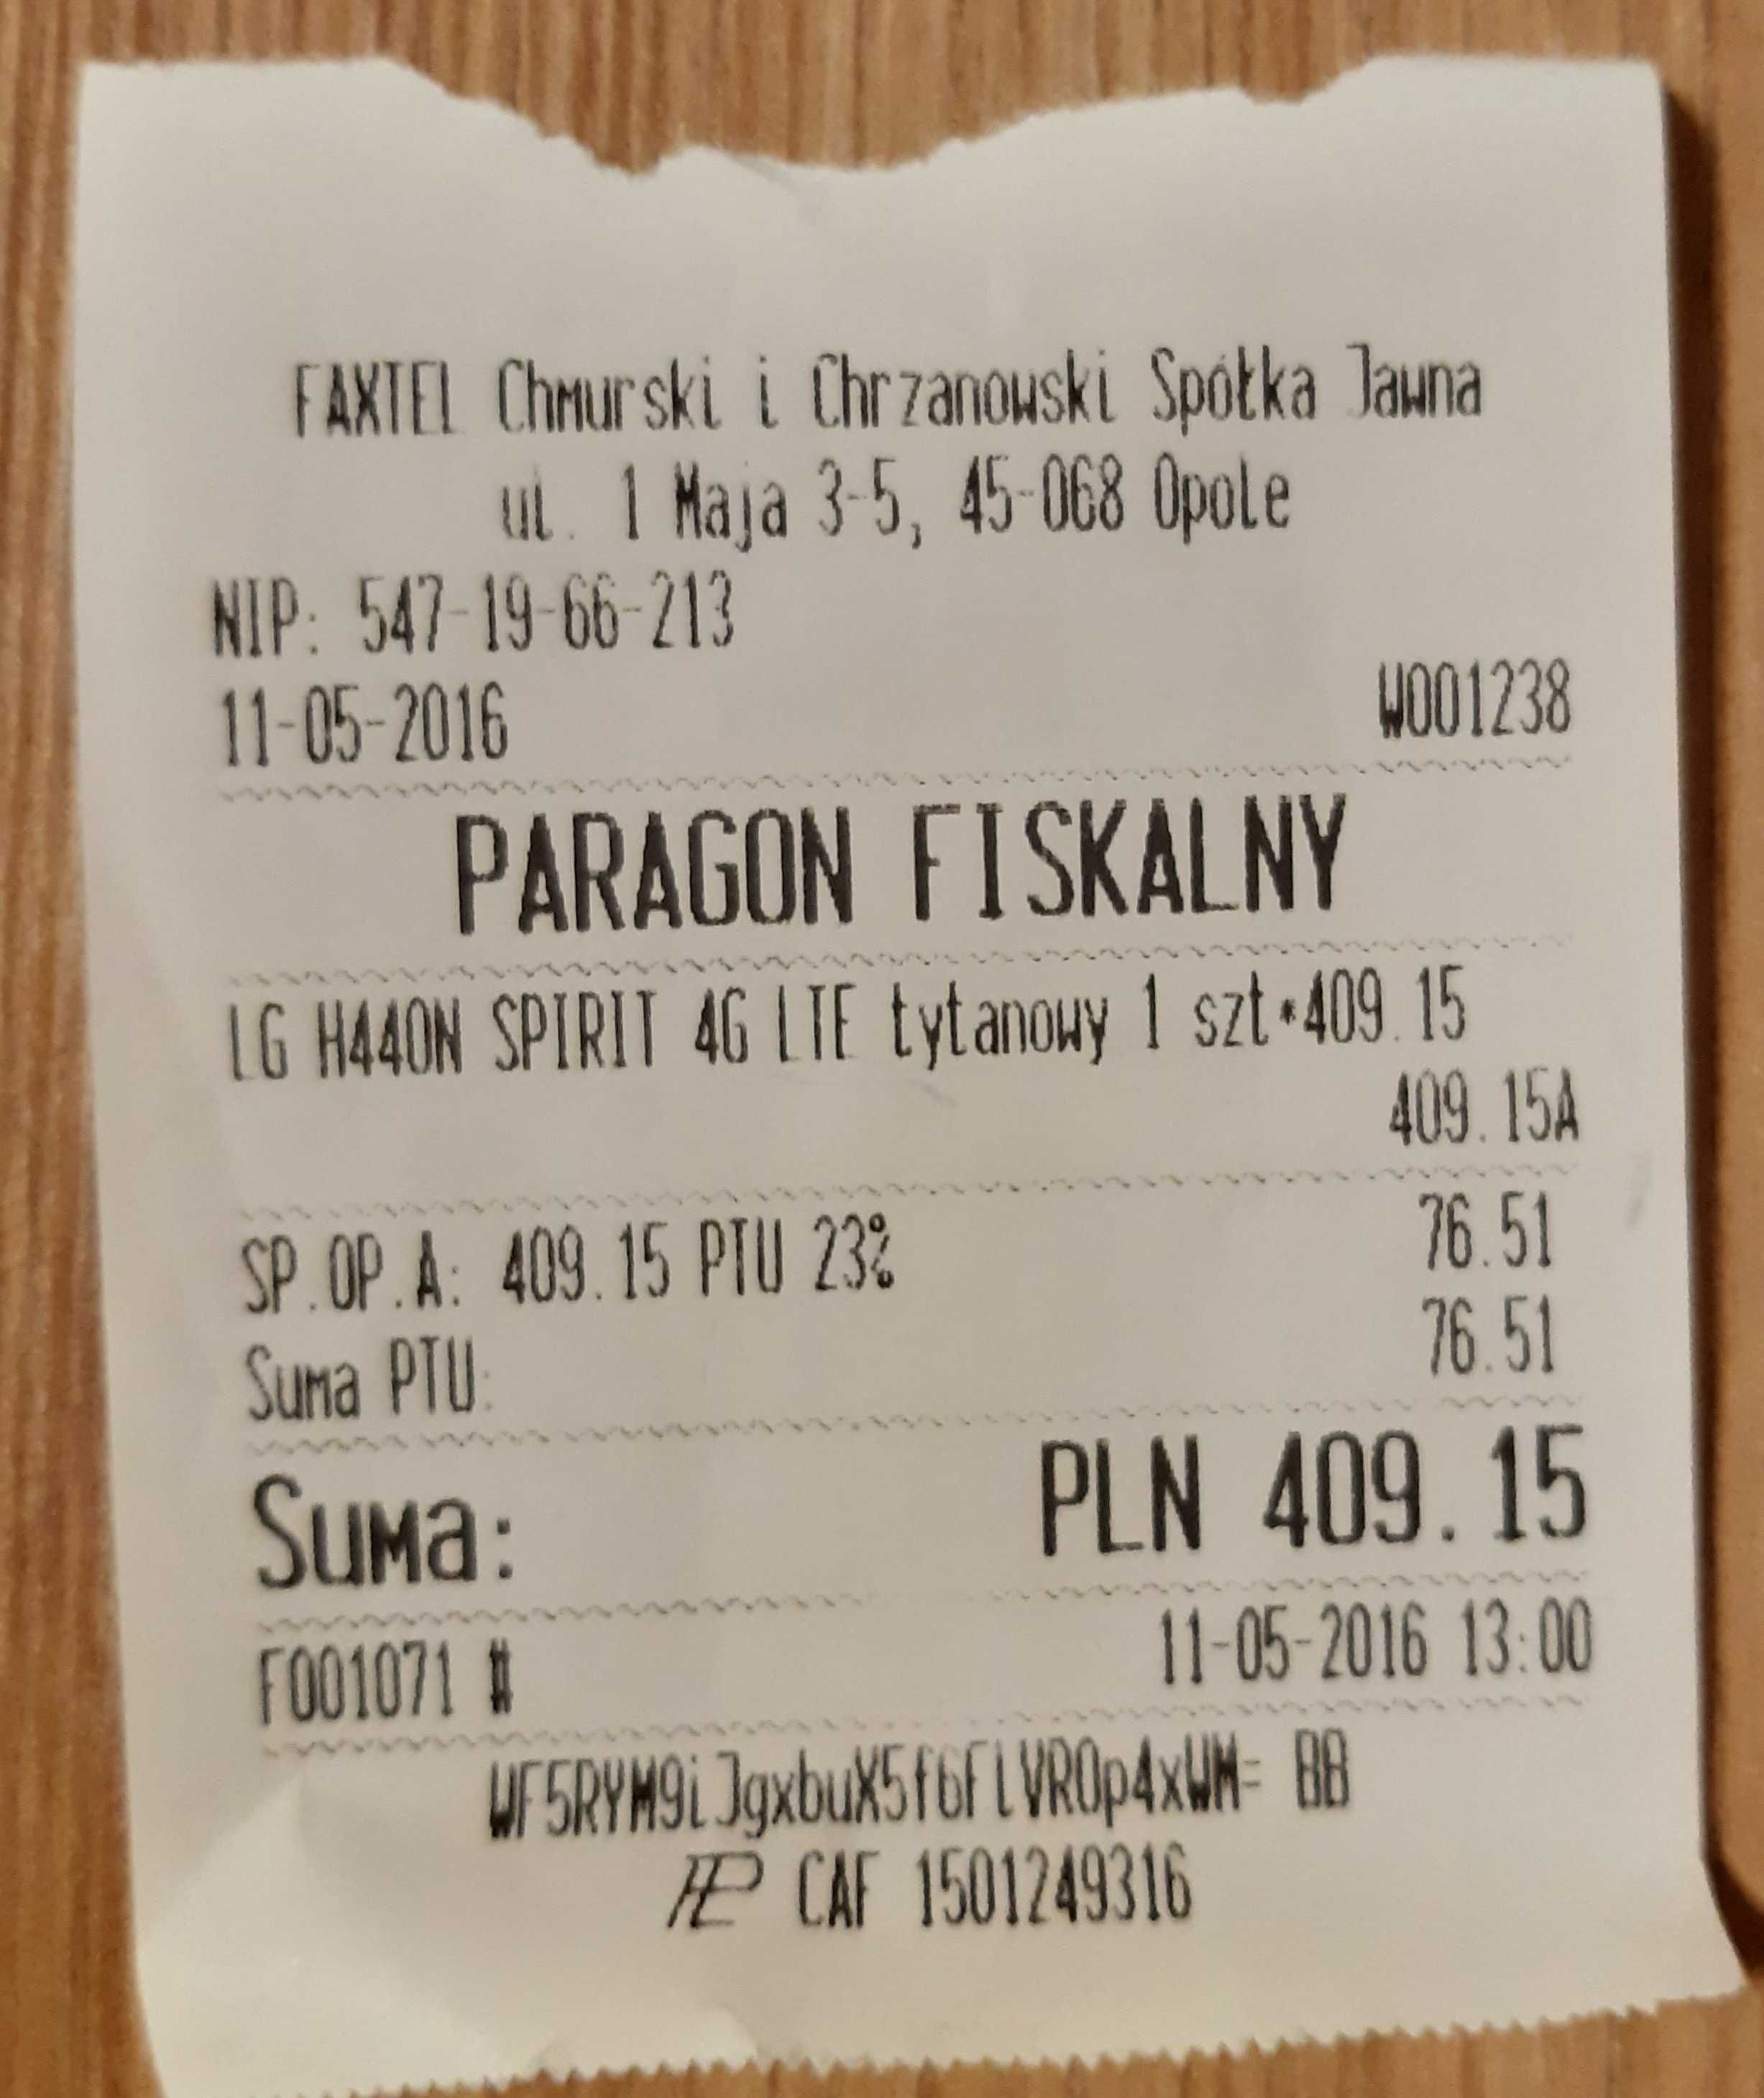 FAXTEL Chmurski i Chrzanowski Spółka Jawna
ul. 1 Maja 3-5, 45-068 Opole
NIP: 547-19-66-213
11-05-2016 W001238
PARAGON FISKALNY
LG H440N SPIRIT 4G LTE tytanowy 1 szt*409.15
409.15A
SP.OP.A: 409.15 PTU 23% 76.51
Suma PTU: 76.51
Suma: PLN 409.15
F001071 # 11-05-2016 13:00
WF5RYM9iJgxbuX5f6FlVR0p4xWM= BB
CAF 1501249316